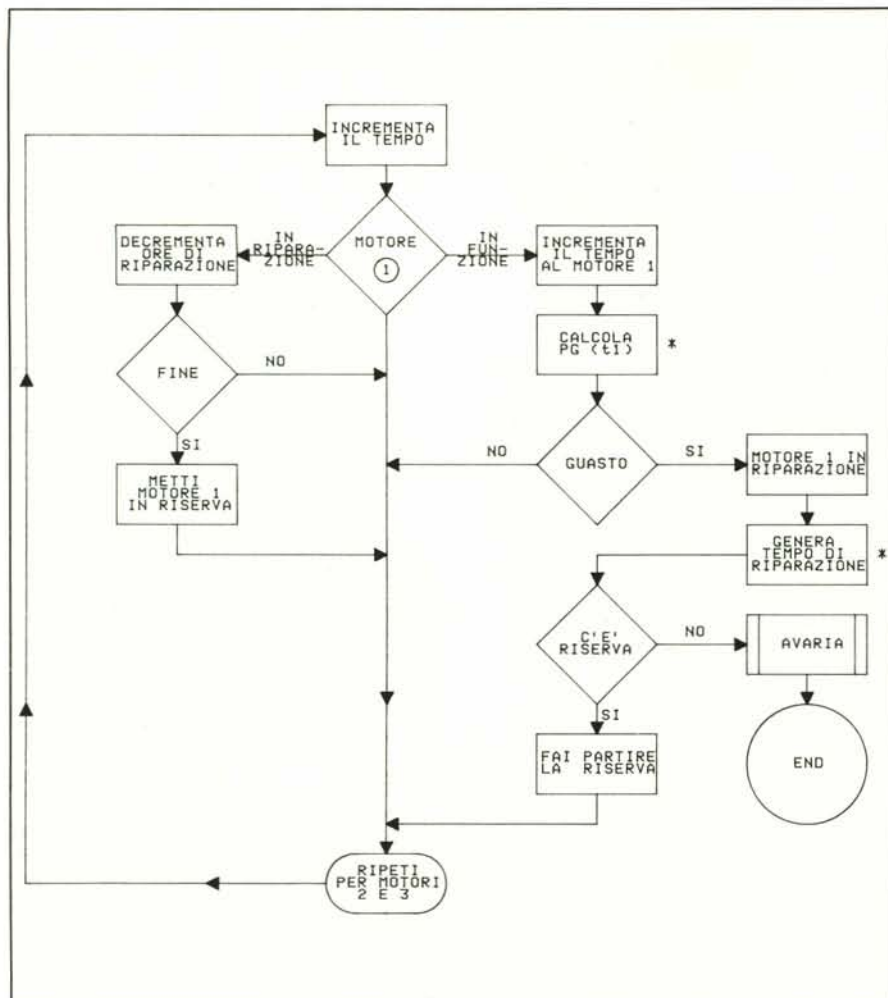 INCREMENTA
IL TEMPO
DECREMENTA
ORE DI
RIPARAZIONE
IN
RIPARA-
ZIONE
MOTORE
1
IN
FUN-
ZIONE
INCREMENTA
IL TEMPO
AL MOTORE 1
CALCOLA
PG (t1)
*
FINE
NO
SI
METTI
MOTORE 1
IN RISERVA
NO
GUASTO
SI
MOTORE 1 IN
RIPARAZIONE
GENERA
TEMPO DI
RIPARAZIONE
*
C'E'
RISERVA
NO
AVARIA
SI
FAI PARTIRE
LA RISERVA
END
RIPETI
PER MOTORI
2 E 3